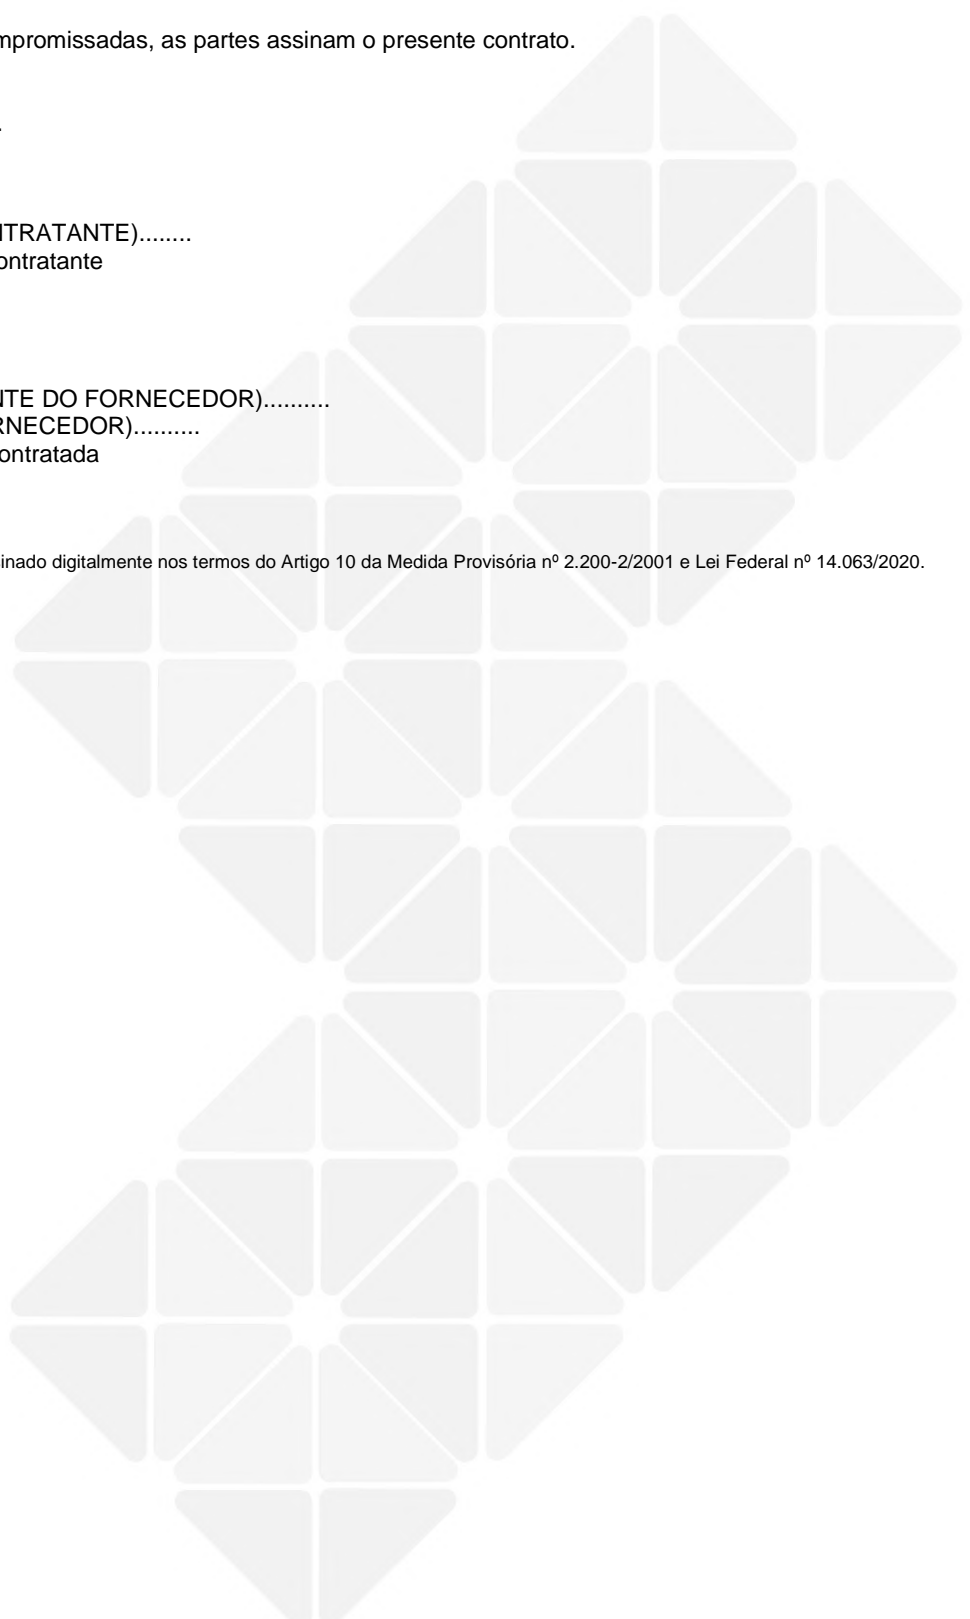 mpromissadas, as partes assinam o presente contrato.
.
NTRATANTE)........
ontratante
NTE DO FORNECEDOR)..........
RNECEDOR)..........
ontratada
inado digitalmente nos termos do Artigo 10 da Medida Provisória nº 2.200-2/2001 e Lei Federal nº 14.063/2020.